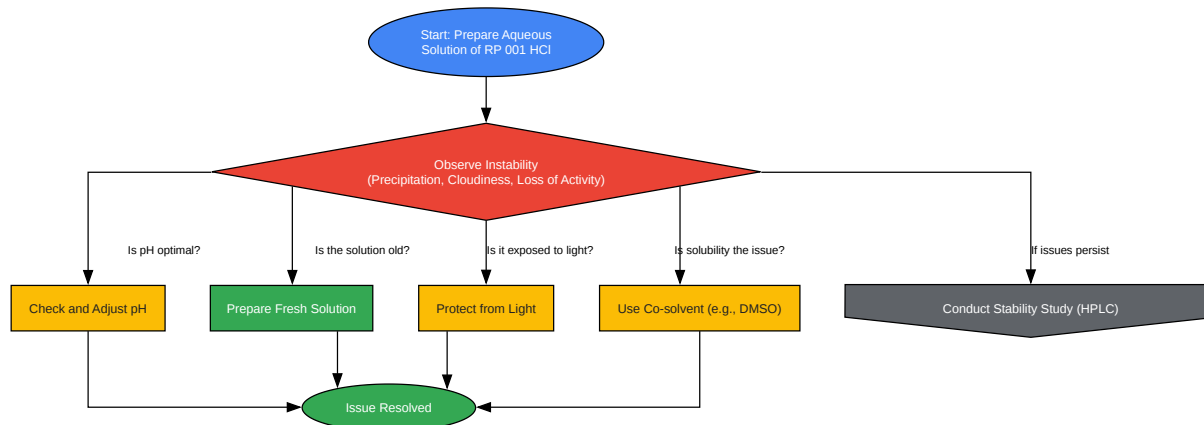 Start: Prepare Aqueous
Solution of RP 001 HCl
Observe Instability
(Precipitation, Cloudiness, Loss of Activity)
Is pH optimal?
Is the solution old?
Is it exposed to light?
Is solubility the issue?
If issues persist
Check and Adjust pH
Prepare Fresh Solution
Protect from Light
Use Co-solvent (e.g., DMSO)
Conduct Stability Study (HPLC)
Issue Resolved